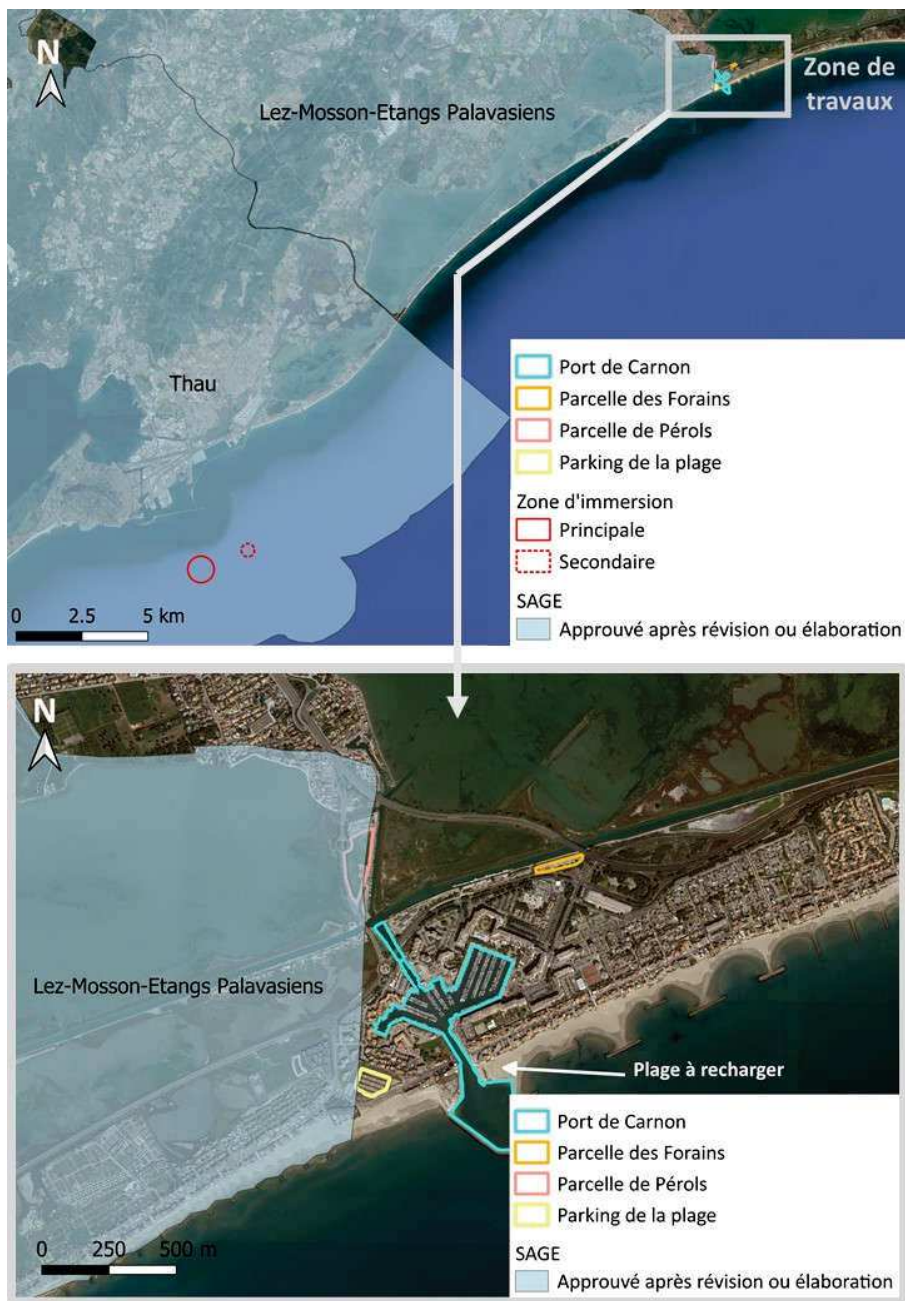 N
Lez-Mosson-Etangs Palavasiens
Zone de
travaux
Thau
Port de Carnon
Parcelle des Forains
Parcelle de Pérols
Parking de la plage
Zone d'immersion
Principale
Secondaire
SAGE
Approuvé après révision ou élaboration
0 2.5 5 km
N
Lez-Mosson-Etangs Palavasiens
Plage à recharger
Port de Carnon
Parcelle des Forains
Parcelle de Pérols
Parking de la plage
SAGE
Approuvé après révision ou élaboration
0 250 500 m